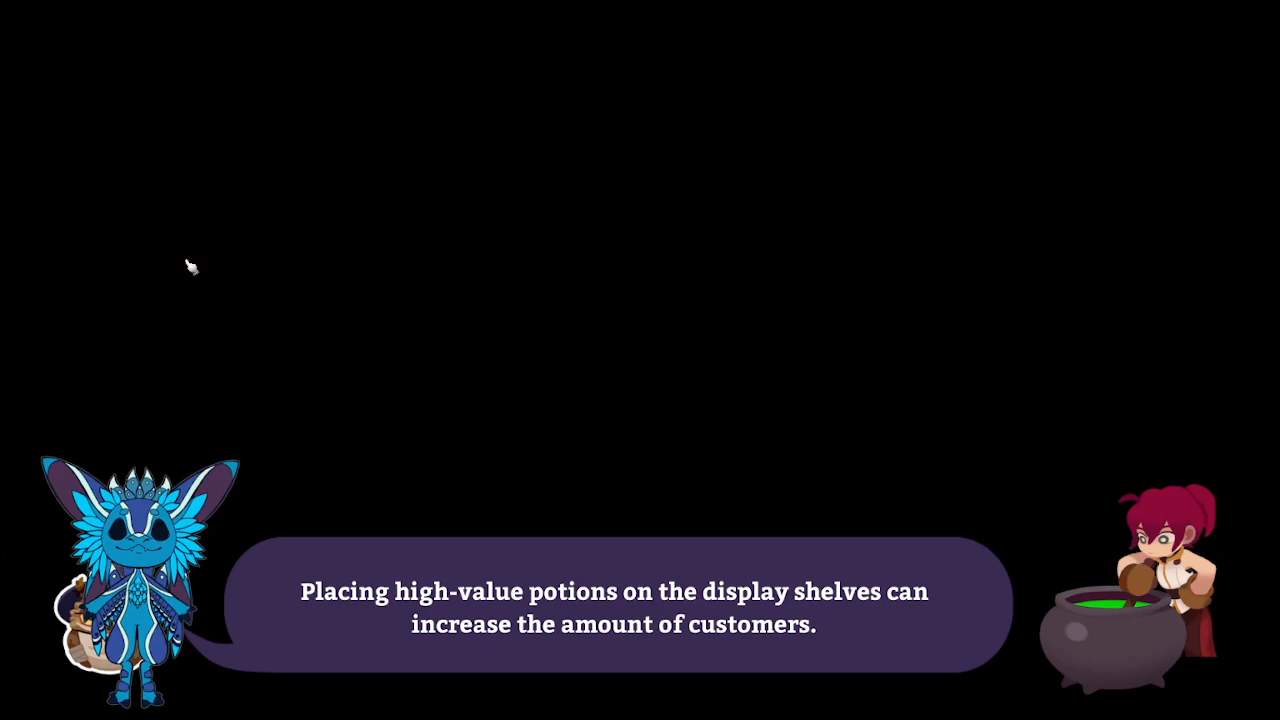 Placing high-value potions on the display shelves can
increase the amount of customers.